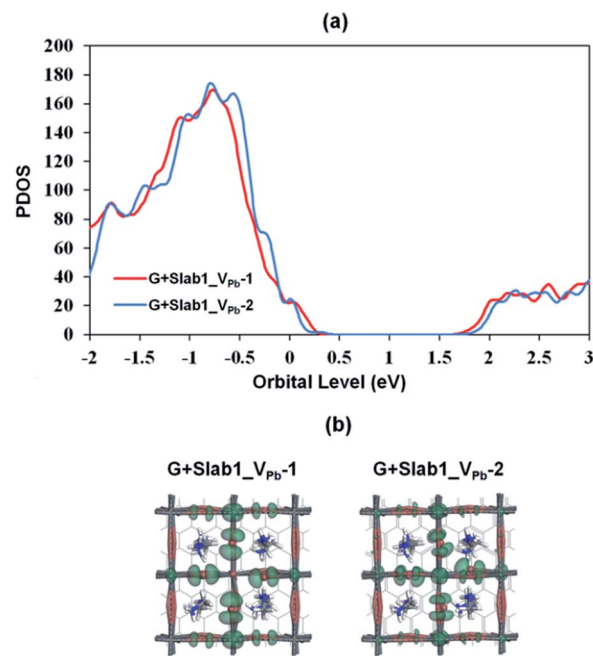 (a)
200
180
160
140
120
100
80
60
40
20
0
PDOS
G+Slab1_VPb-1
G+Slab1_VPb-2
-2 -1.5 -1 -0.5 0 0.5 1 1.5 2 2.5 3
Orbital Level (eV)
(b)
G+Slab1_VPb-1 G+Slab1_VPb-2